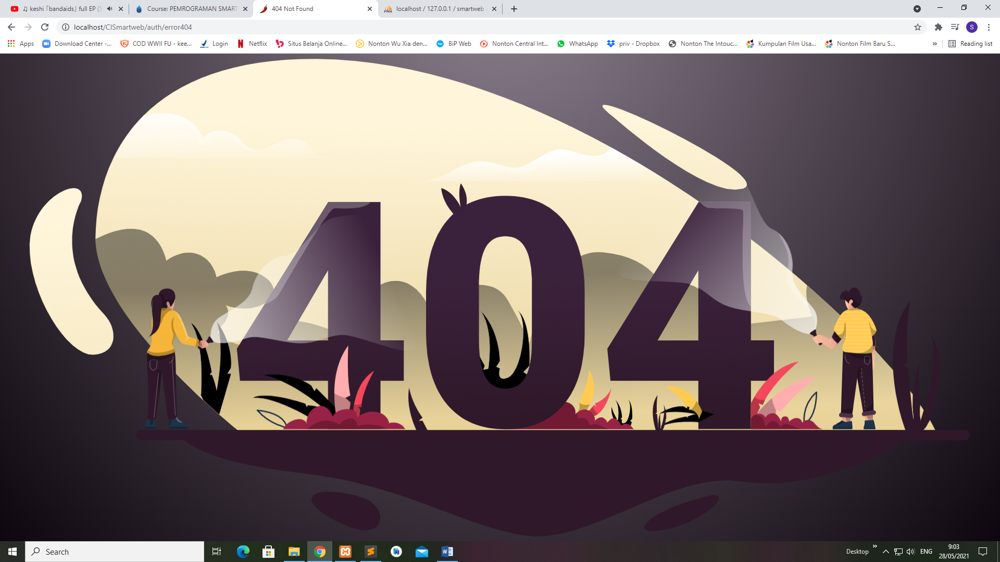 ♫ keshi「bandaids」full EP (S
Course: PEMROGRAMAN SMART
404 Not Found
localhost / 127.0.0.1 / smartweb
localhost/CISmartweb/auth/error404
S
Apps
Download Center -...
COD WWII FU - kee...
Login
Netflix
Situs Belanja Online...
Nonton Wu Xia den...
BiP Web
Nonton Central Int...
WhatsApp
priv - Dropbox
Nonton The Intouc...
Kumpulan Film Usa...
Nonton Film Baru S...
»
Reading list
404
Search
Desktop
»
ENG
9:03
28/05/2021